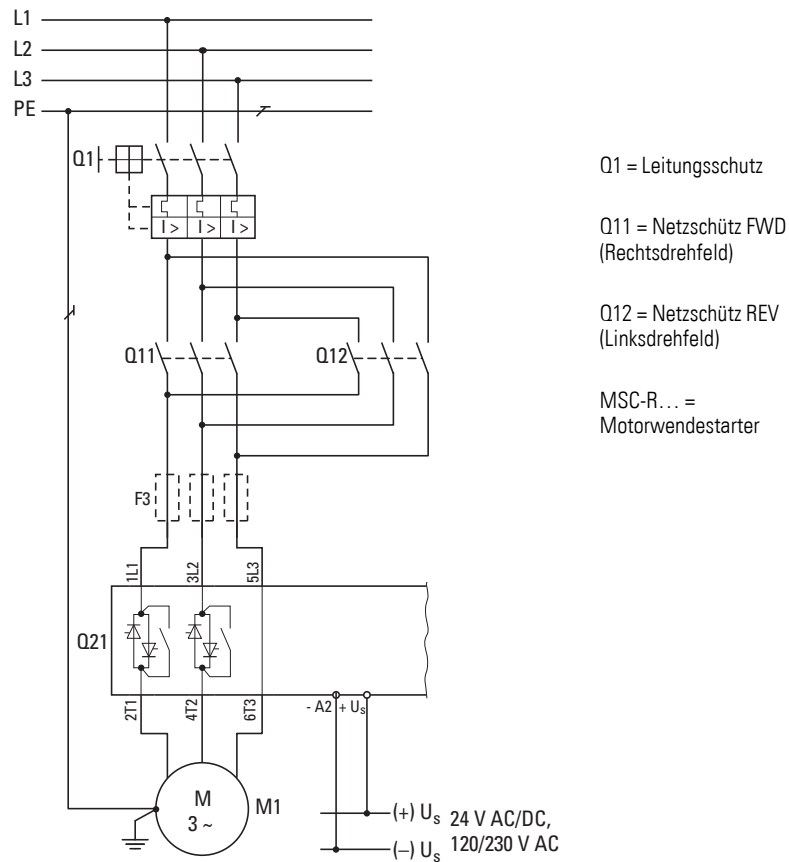 L1
L2
L3
PE
Q1
I >
I >
I >
Q11
Q12
F3
1L1
3L2
5L3
Q21
2T1
4T2
6T3
- A2
+ Us
M
3 ~
M1
(+) Us
(–) Us
24 V AC/DC,
120/230 V AC
Q1 = Leitungsschutz
Q11 = Netzschütz FWD
(Rechtsdrehfeld)
Q12 = Netzschütz REV
(Linksdrehfeld)
MSC-R… =
Motorwendestarter